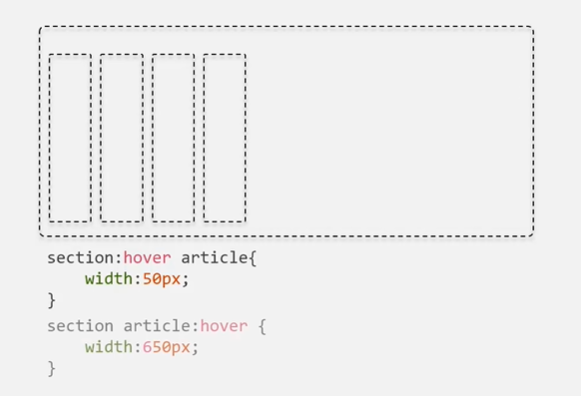 section:hover article{
    width:50px;
}
section article:hover {
    width:650px;
}